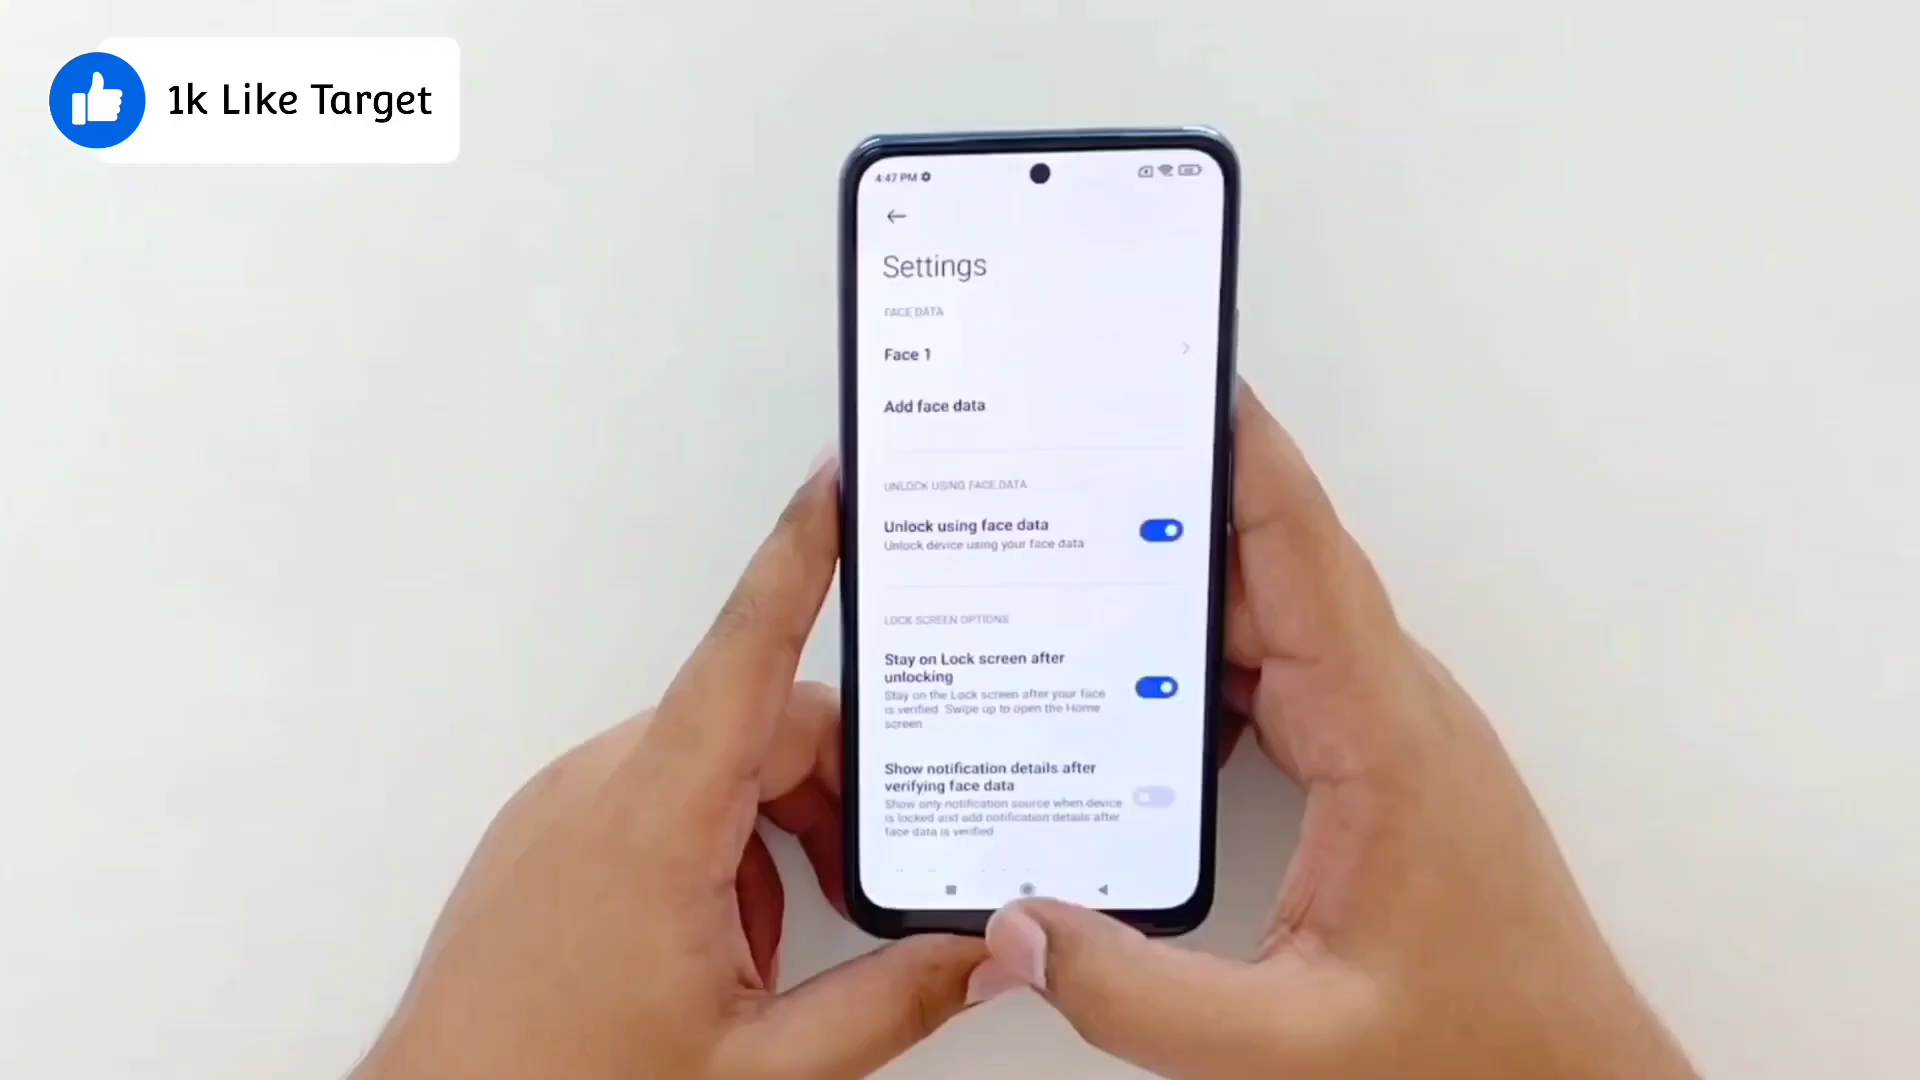 1k Like Target
4:47 PM
Settings
FACE DATA
Face 1
Add face data
UNLOCK USING FACE DATA
Unlock using face data
Unlock device using your face data
LOCK SCREEN OPTIONS
Stay on Lock screen after
unlocking
Stay on the Lock screen after your face
is verified. Swipe up to open the Home
screen
Show notification details after
verifying face data
Show only notification source when device
is locked and add notification details after
face data is verified